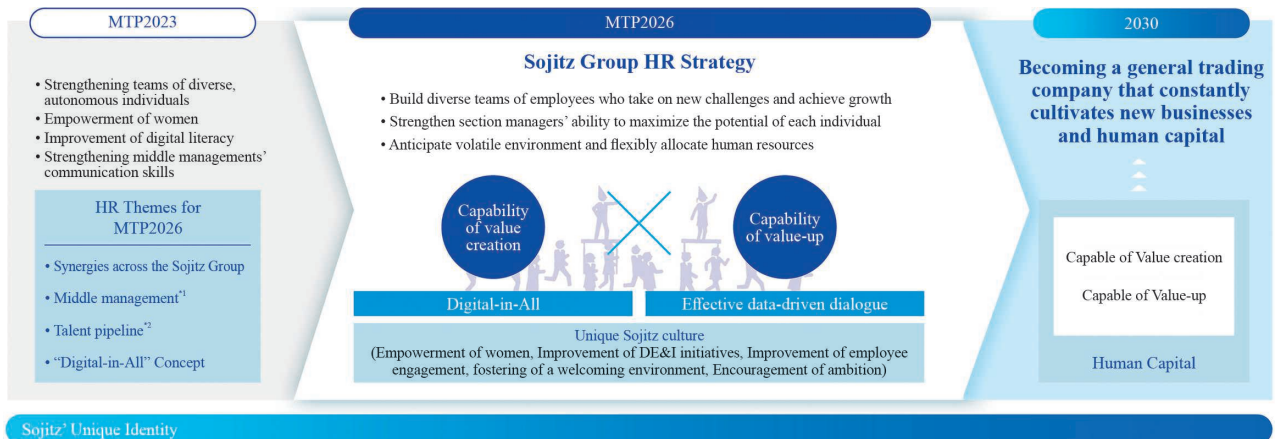 MTP2023
• Strengthening teams of diverse,
autonomous individuals
• Empowerment of women
• Improvement of digital literacy
• Strengthening middle managements’
communication skills
HR Themes for
MTP2026
• Synergies across the Sojitz Group
• Middle management*1
• Talent pipeline*2
• “Digital-in-All” Concept
MTP2026
Sojitz Group HR Strategy
• Build diverse teams of employees who take on new challenges and achieve growth
• Strengthen section managers’ ability to maximize the potential of each individual
• Anticipate volatile environment and flexibly allocate human resources
Capability
of value
creation
Capability
of value-up
Digital-in-All
Effective data-driven dialogue
Unique Sojitz culture
(Empowerment of women, Improvement of DE&I initiatives, Improvement of employee
engagement, fostering of a welcoming environment, Encouragement of ambition)
2030
Becoming a general trading
company that constantly
cultivates new businesses
and human capital
Capable of Value creation
Capable of Value-up
Human Capital
Sojitz’ Unique Identity